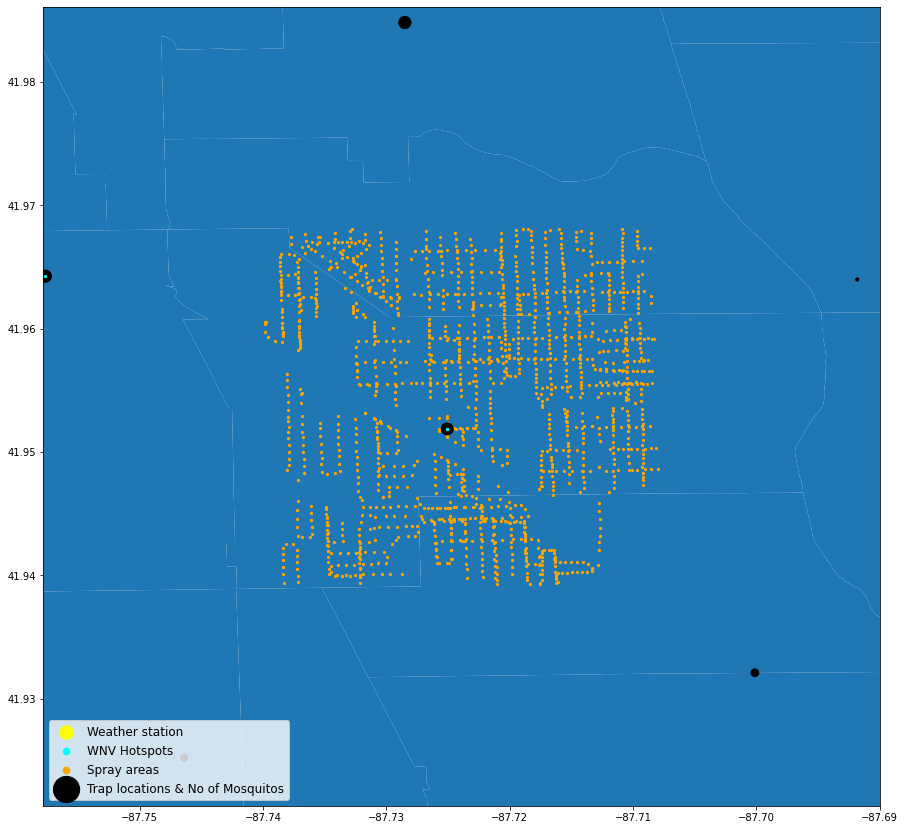 41.98
41.97
41.96
41.95
41.94
41.93
Weather station
WNV Hotspots
Spray areas
Trap locations & No of Mosquitos
−87.75 −87.74 −87.73 −87.72 −87.71 −87.70 −87.69